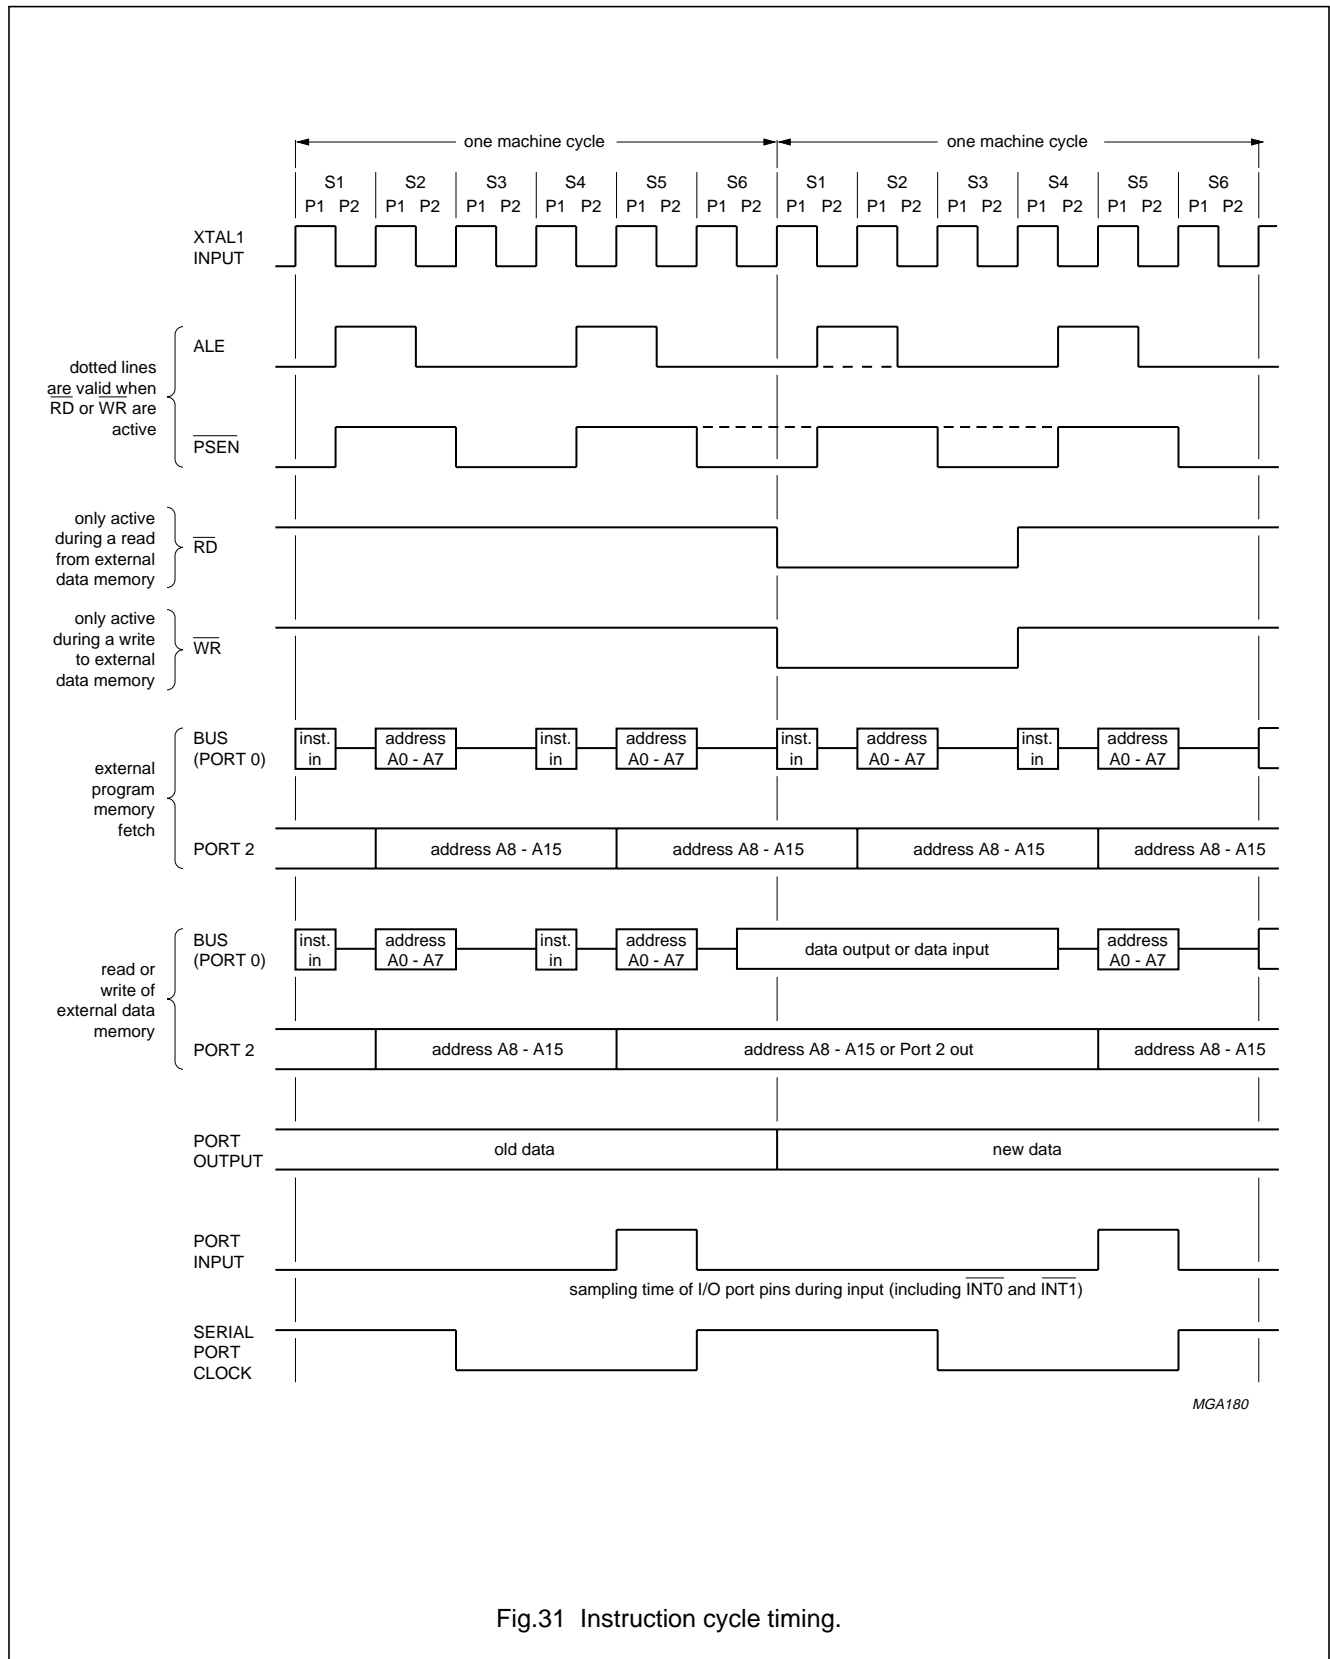 one machine cycle one machine cycle
S1 S2 S3 S4 S5 S6 S1 S2 S3 S4 S5 S6
P1 P2 P1 P2 P1 P2 P1 P2 P1 P2 P1 P2 P1 P2 P1 P2 P1 P2 P1 P2 P1 P2 P1 P2
XTAL1
INPUT
dotted lines
are valid when
R̅D̅ or W̅R̅ are
active
ALE
P̅S̅E̅N̅
only active
during a read
from external
data memory
R̅D̅
only active
during a write
to external
data memory
W̅R̅
external
program
memory
fetch
BUS
(PORT 0)
inst. address inst. address inst. address inst. address
in A0 - A7 in A0 - A7 in A0 - A7 in A0 - A7
PORT 2
address A8 - A15 address A8 - A15 address A8 - A15 address A8 - A15
read or
write of
external data
memory
BUS
(PORT 0)
inst. address inst. address data output or data input address
in A0 - A7 in A0 - A7 A0 - A7
PORT 2
address A8 - A15 address A8 - A15 or Port 2 out address A8 - A15
PORT
OUTPUT
old data new data
PORT
INPUT
sampling time of I/O port pins during input (including I̅N̅T̅0̅ and I̅N̅T̅1̅)
SERIAL
PORT
CLOCK
MGA180
Fig.31 Instruction cycle timing.